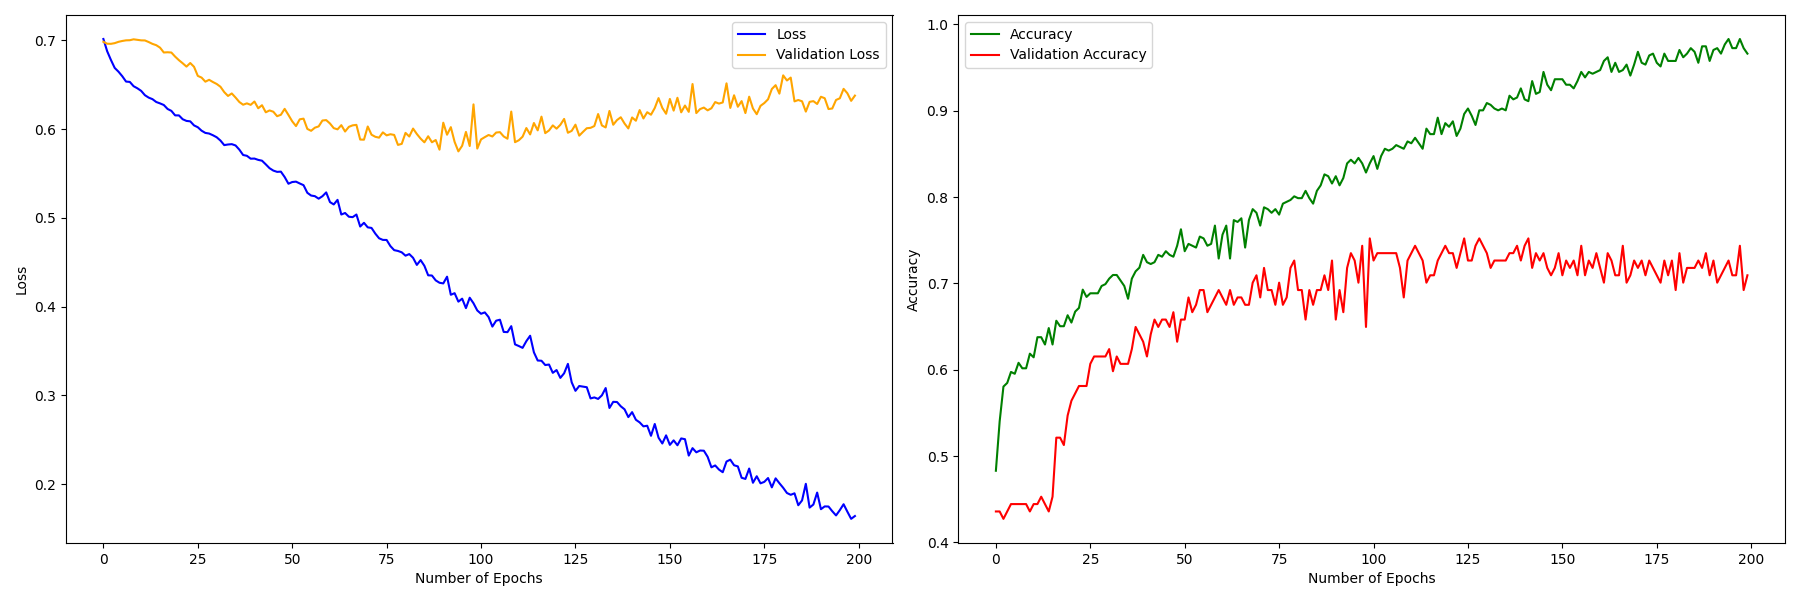 Loss
Validation Loss
0.7
0.6
0.5
0.4
0.3
0.2
Loss
0 25 50 75 100 125 150 175 200
Number of Epochs
Accuracy
Validation Accuracy
1.0
0.9
0.8
0.7
0.6
0.5
0.4
Accuracy
0 25 50 75 100 125 150 175 200
Number of Epochs